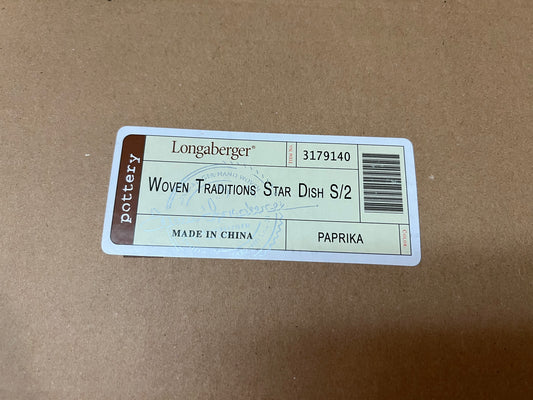 pottery
Longaberger®
ITEM NO.
3179140
Woven Traditions Star Dish S/2
MADE IN CHINA
PAPRIKA
COLOR